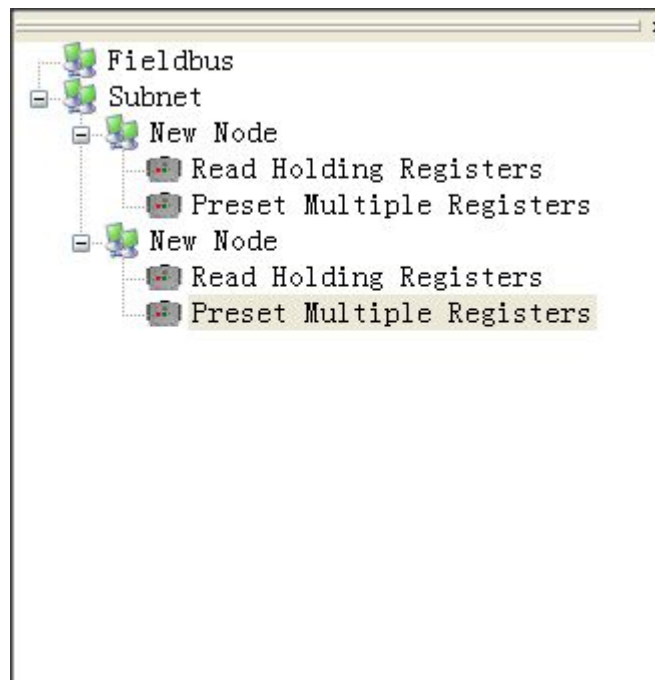 Fieldbus
Subnet
New Node
Read Holding Registers
Preset Multiple Registers
New Node
Read Holding Registers
Preset Multiple Registers